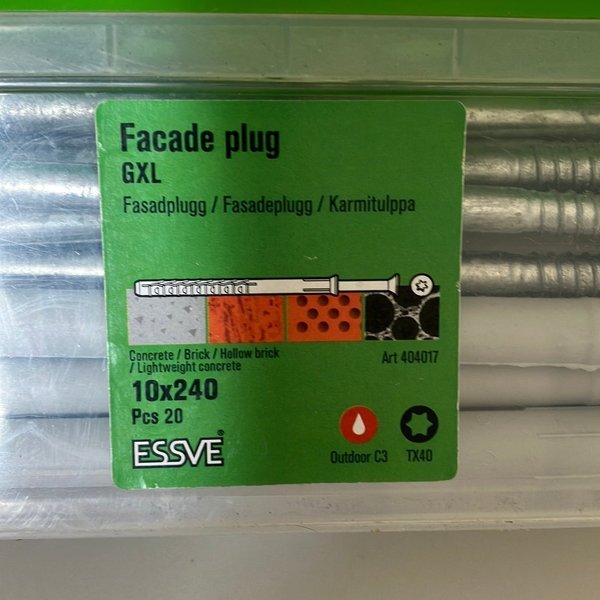 Facade plug
GXL
Fasadplugg / Fasadeplugg / Karmitulppa
Concrete / Brick / Hollow brick
/ Lightweight concrete
Art 404017
10x240
Pcs 20
ESSVE®
Outdoor C3
TX40